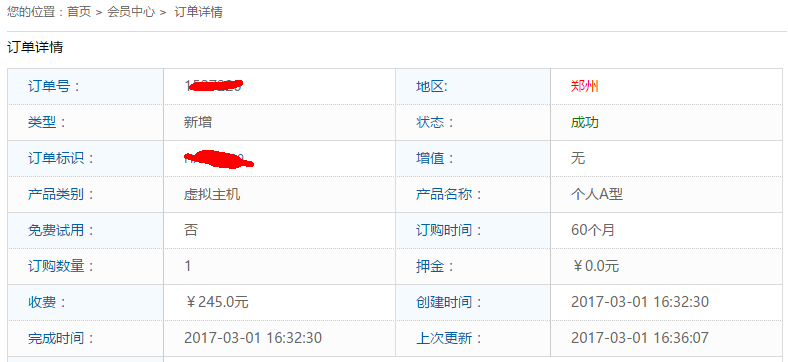 您的位置：首页 > 会员中心 > 订单详情
订单详情
订单号： 地区: 郑州
类型： 新增 状态： 成功
订单标识： 增值： 无
产品类别： 虚拟主机 产品名称： 个人A型
免费试用： 否 订购时间： 60个月
订购数量： 1 押金： ￥0.0元
收费： ￥245.0元 创建时间： 2017-03-01 16:32:30
完成时间： 2017-03-01 16:32:30 上次更新： 2017-03-01 16:36:07